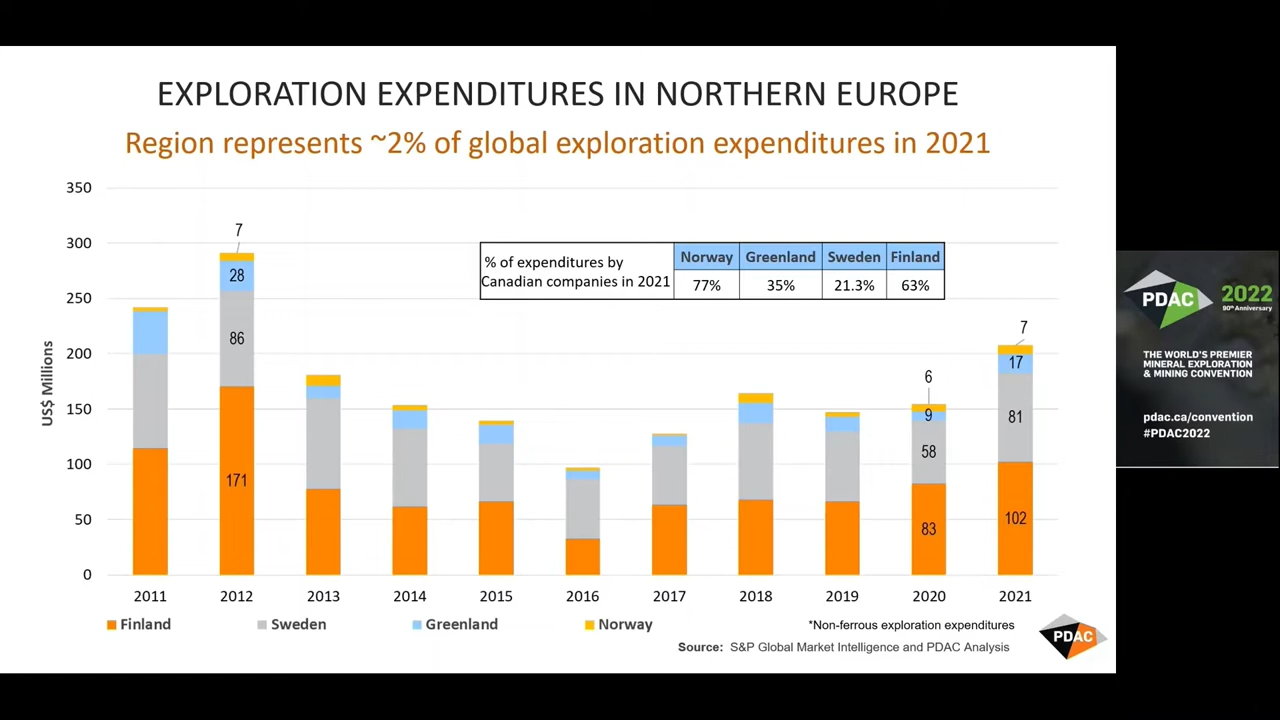 EXPLORATION EXPENDITURES IN NORTHERN EUROPE
Region represents ~2% of global exploration expenditures in 2021
350
300
250
200
150
100
50
0
US$ Millions
7
28
86
171
6
9
58
83
7
17
81
102
% of expenditures by
Canadian companies in 2021
Norway Greenland Sweden Finland
77% 35% 21.3% 63%
2011 2012 2013 2014 2015 2016 2017 2018 2019 2020 2021
Finland Sweden Greenland Norway
*Non-ferrous exploration expenditures
Source: S&P Global Market Intelligence and PDAC Analysis
PDAC
PDAC 2022
90th Anniversary
THE WORLD'S PREMIER
MINERAL EXPLORATION
& MINING CONVENTION
pdac.ca/convention
#PDAC2022